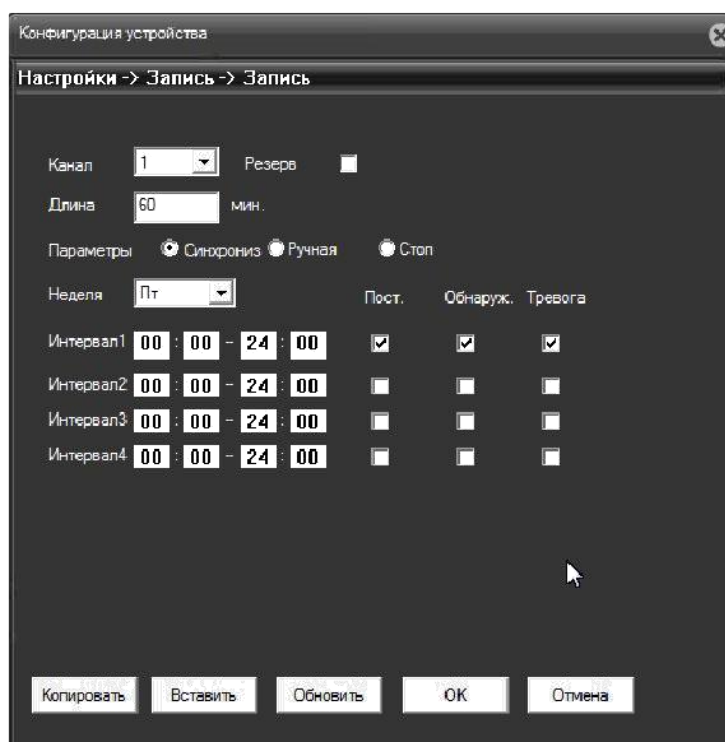 Конфигурация устройства
Настройки -> Запись -> Запись
Канал 1 Резерв
Длина 60 мин.
Параметры Синхрониз Ручная Стоп
Неделя Пт Пост. Обнаруж. Тревога
Интервал1 00 : 00 - 24 : 00
Интервал2 00 : 00 - 24 : 00
Интервал3 00 : 00 - 24 : 00
Интервал4 00 : 00 - 24 : 00
Копировать Вставить Обновить OK Отмена